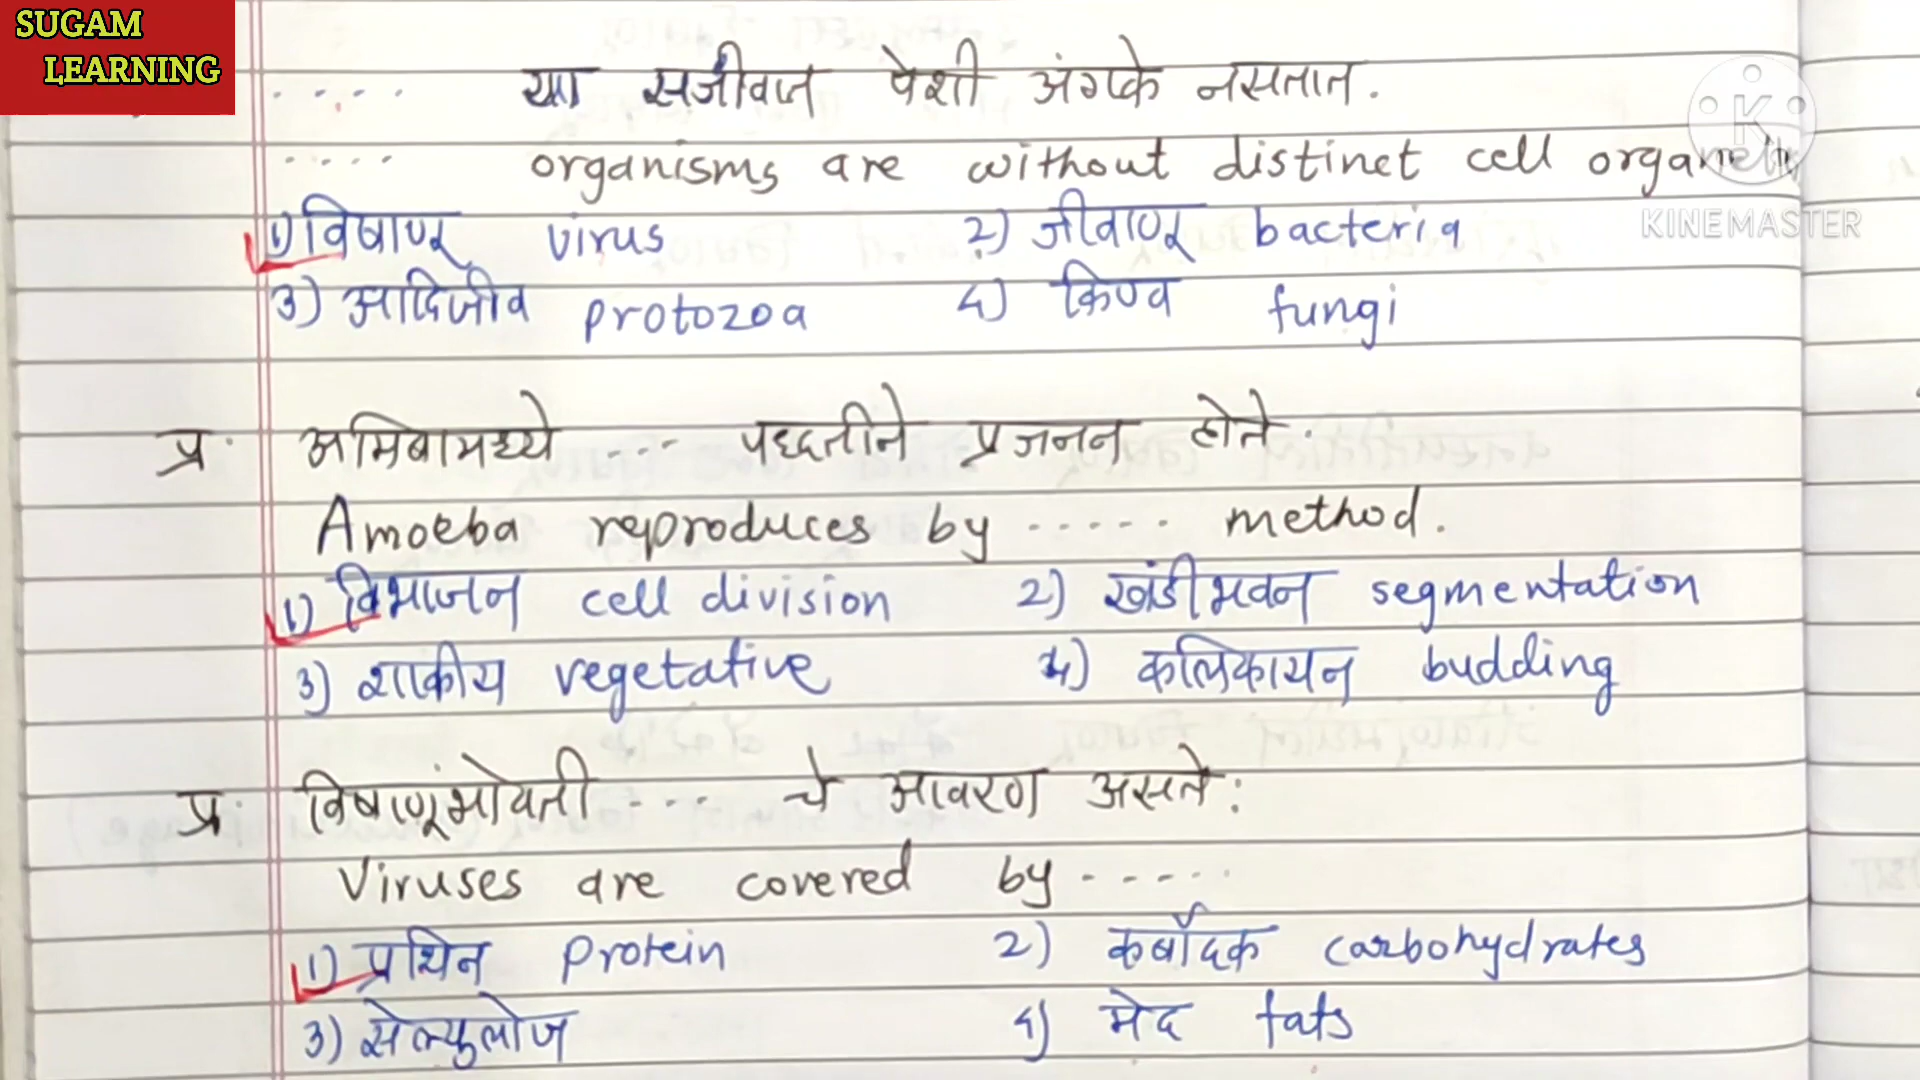 SUGAM
LEARNING
.... या सजीवात पेशी अंगके नसतात.
.... organisms are without distinct cell
KINEMASTER
1) विषाणू virus 2) जीवाणू bacteria
3) आदिजीव protozoa 4) किण्व fungi
प्र. अमिबामध्ये ... पद्धतीने प्रजनन होते.
Amoeba reproduces by ..... method.
1) विभाजन cell division 2) खंडीभवन segmentation
3) शाकीय vegetative 4) कलिकायन budding
प्र. विषाणूंभोवती .... चे आवरण असते:
Viruses are covered by .....
1) प्रथिन protein 2) कर्बोदके carbohydrates
3) सेल्युलोज 4) मेद fats